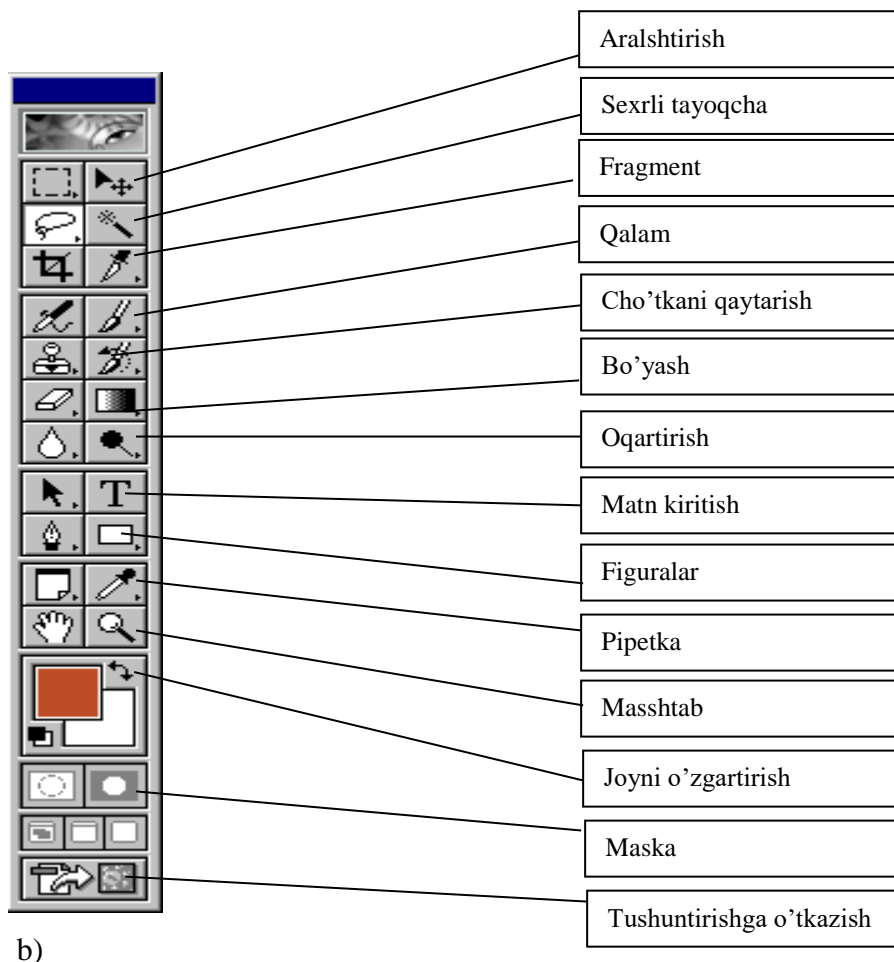 Aralshtirish
Sexrli tayoqcha
Fragment
Qalam
Cho’tkani qaytarish
Bo’yash
Oqartirish
T
Matn kiritish
Figuralar
Pipetka
Masshtab
Joyni o’zgartirish
Maska
Tushuntirishga o’tkazish
b)